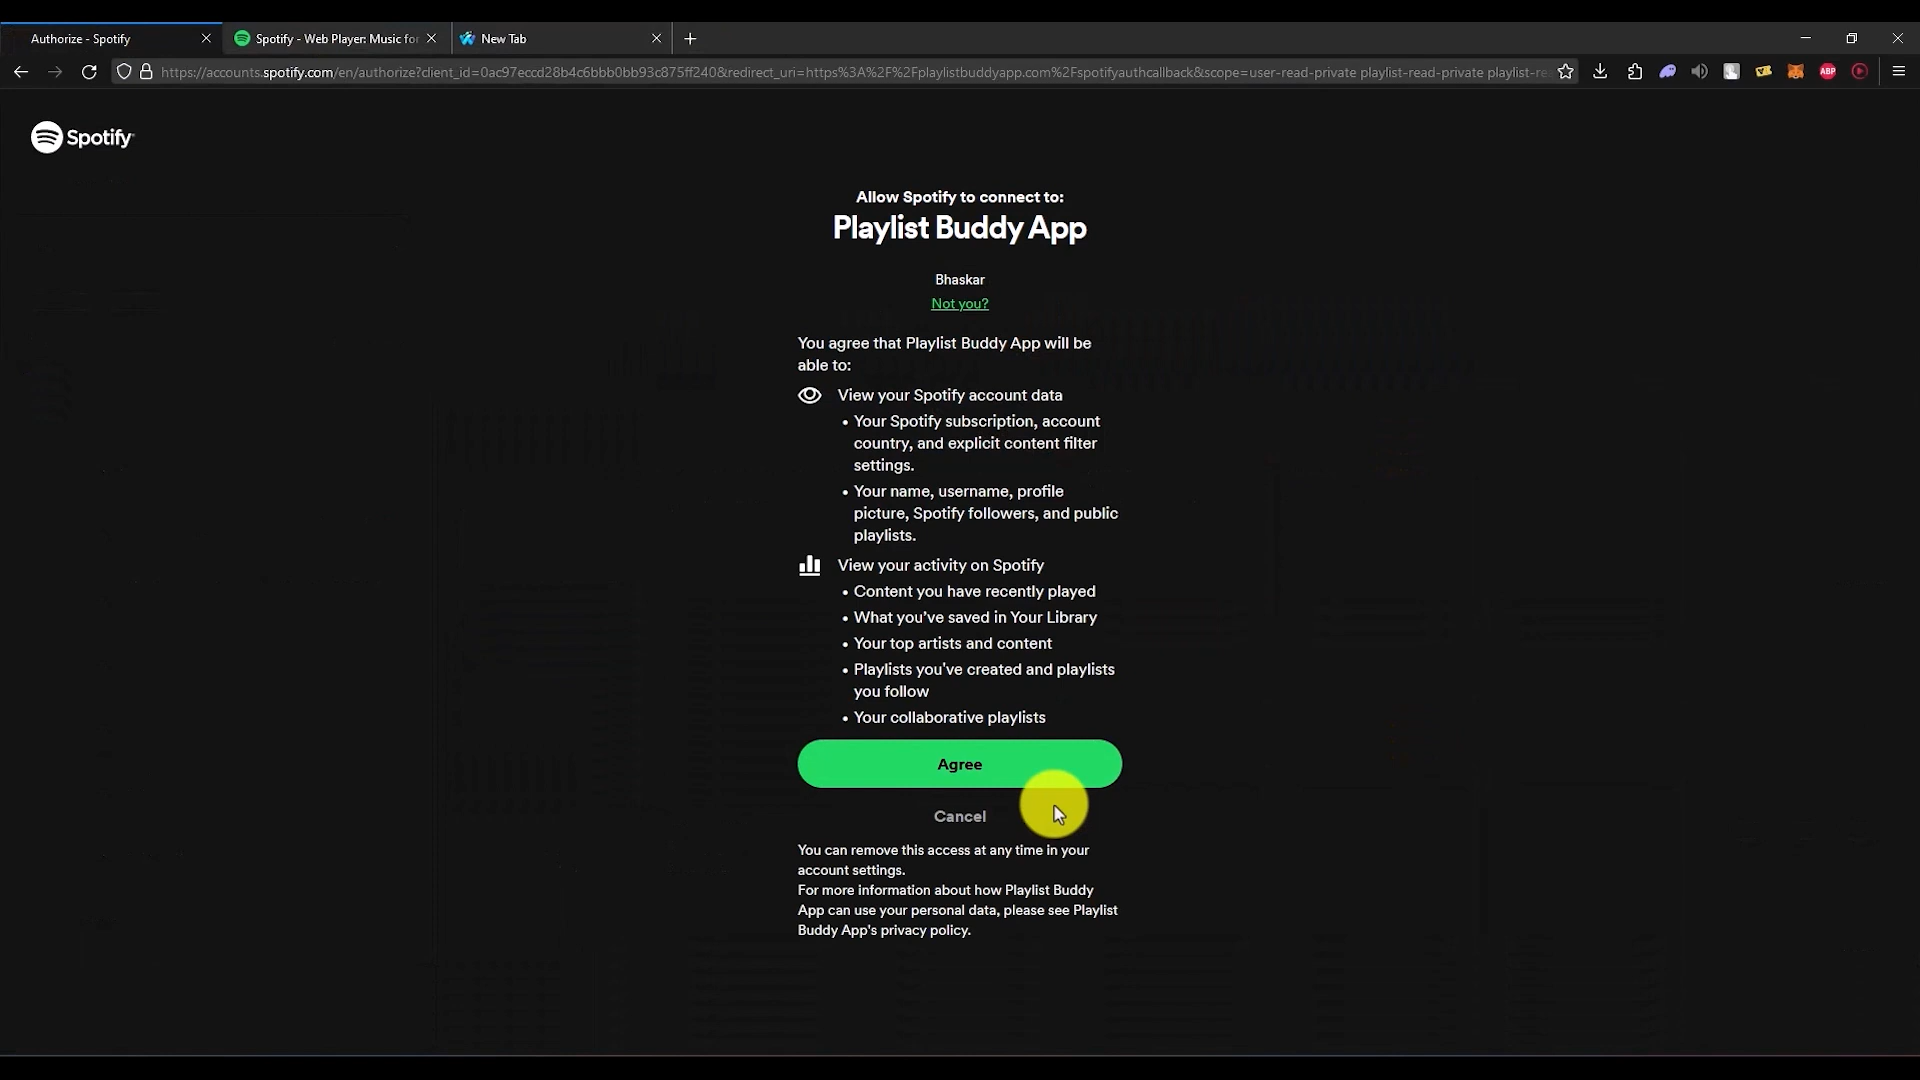 Authorize - Spotify
Spotify - Web Player: Music for
New Tab
https://accounts.spotify.com/en/authorize?client_id=0ac97eccd28b4c6bbb0bb93c875ff240&redirect_uri=https%3A%2F%2Fplaylistbuddyapp.com%2Fspotifyauthcallback&scope=user-read-private playlist-read-private playlist-re
ABP
Spotify
Allow Spotify to connect to:
Playlist Buddy App
Bhaskar
Not you?
You agree that Playlist Buddy App will be
able to:
View your Spotify account data
• Your Spotify subscription, account
country, and explicit content filter
settings.
• Your name, username, profile
picture, Spotify followers, and public
playlists.
View your activity on Spotify
• Content you have recently played
• What you've saved in Your Library
• Your top artists and content
• Playlists you've created and playlists
you follow
• Your collaborative playlists
Agree
Cancel
You can remove this access at any time in your
account settings.
For more information about how Playlist Buddy
App can use your personal data, please see Playlist
Buddy App's privacy policy.